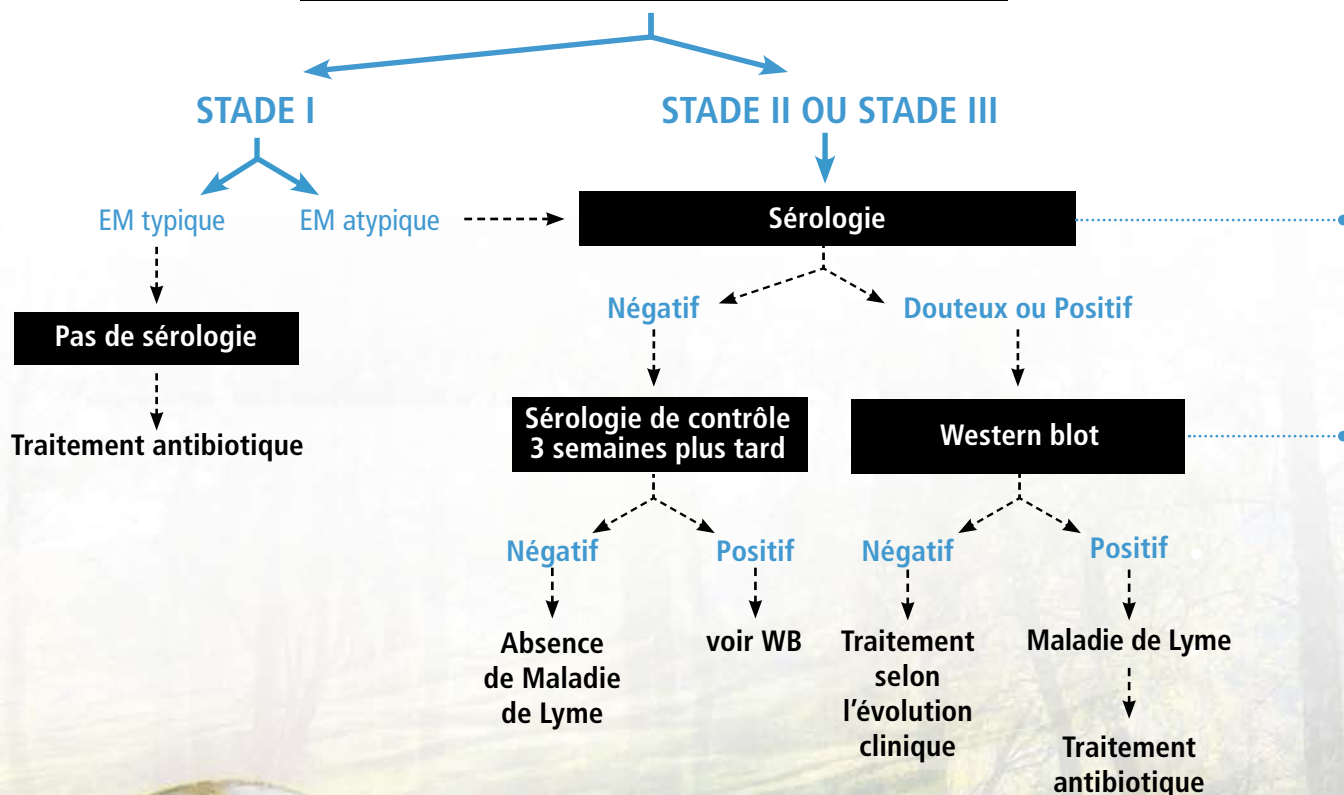 STADE I
STADE II OU STADE III
EM typique
EM atypique
Sérologie
Pas de sérologie
Traitement antibiotique
Négatif
Douteux ou Positif
Sérologie de contrôle
3 semaines plus tard
Western blot
Négatif
Positif
Négatif
Positif
Absence
de Maladie
de Lyme
voir WB
Traitement
selon
l'évolution
clinique
Maladie de Lyme
Traitement
antibiotique